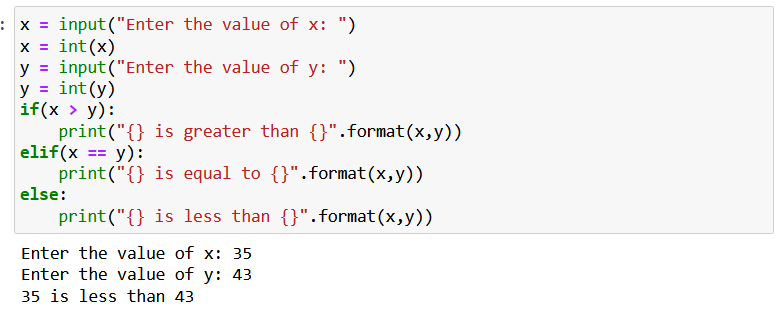 : x = input("Enter the value of x: ")
x = int(x)
y = input("Enter the value of y: ")
y = int(y)
if(x > y):
    print("{} is greater than {}".format(x,y))
elif(x == y):
    print("{} is equal to {}".format(x,y))
else:
    print("{} is less than {}".format(x,y))
Enter the value of x: 35
Enter the value of y: 43
35 is less than 43